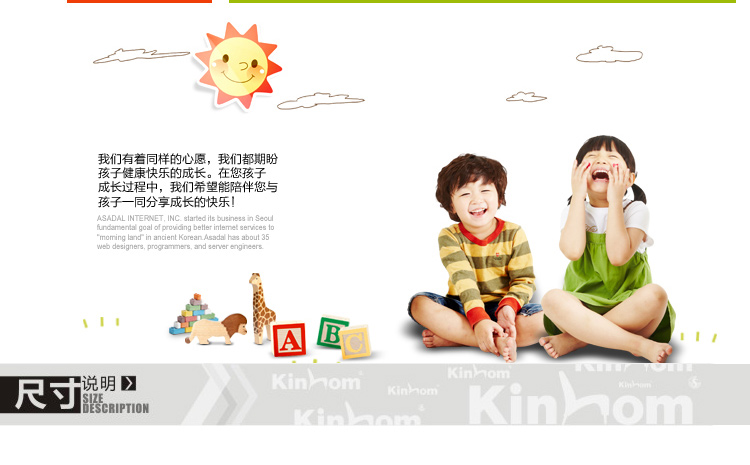 我们有着同样的心愿，我们都期盼
孩子健康快乐的成长。在您孩子
成长过程中，我们希望能陪伴您与
孩子一同分享成长的快乐！
ASADAL INTERNET, INC. started its business in Seoul
fundamental goal of providing better internet services to
"morning land" in ancient Korean.Asadal has about 35
web designers, programmers, and server engineers.
A B C
尺寸说明
SIZE
DESCRIPTION
Kinhom
Kinhom
Kinhom
Kinhom
Kinhom
Kinhom